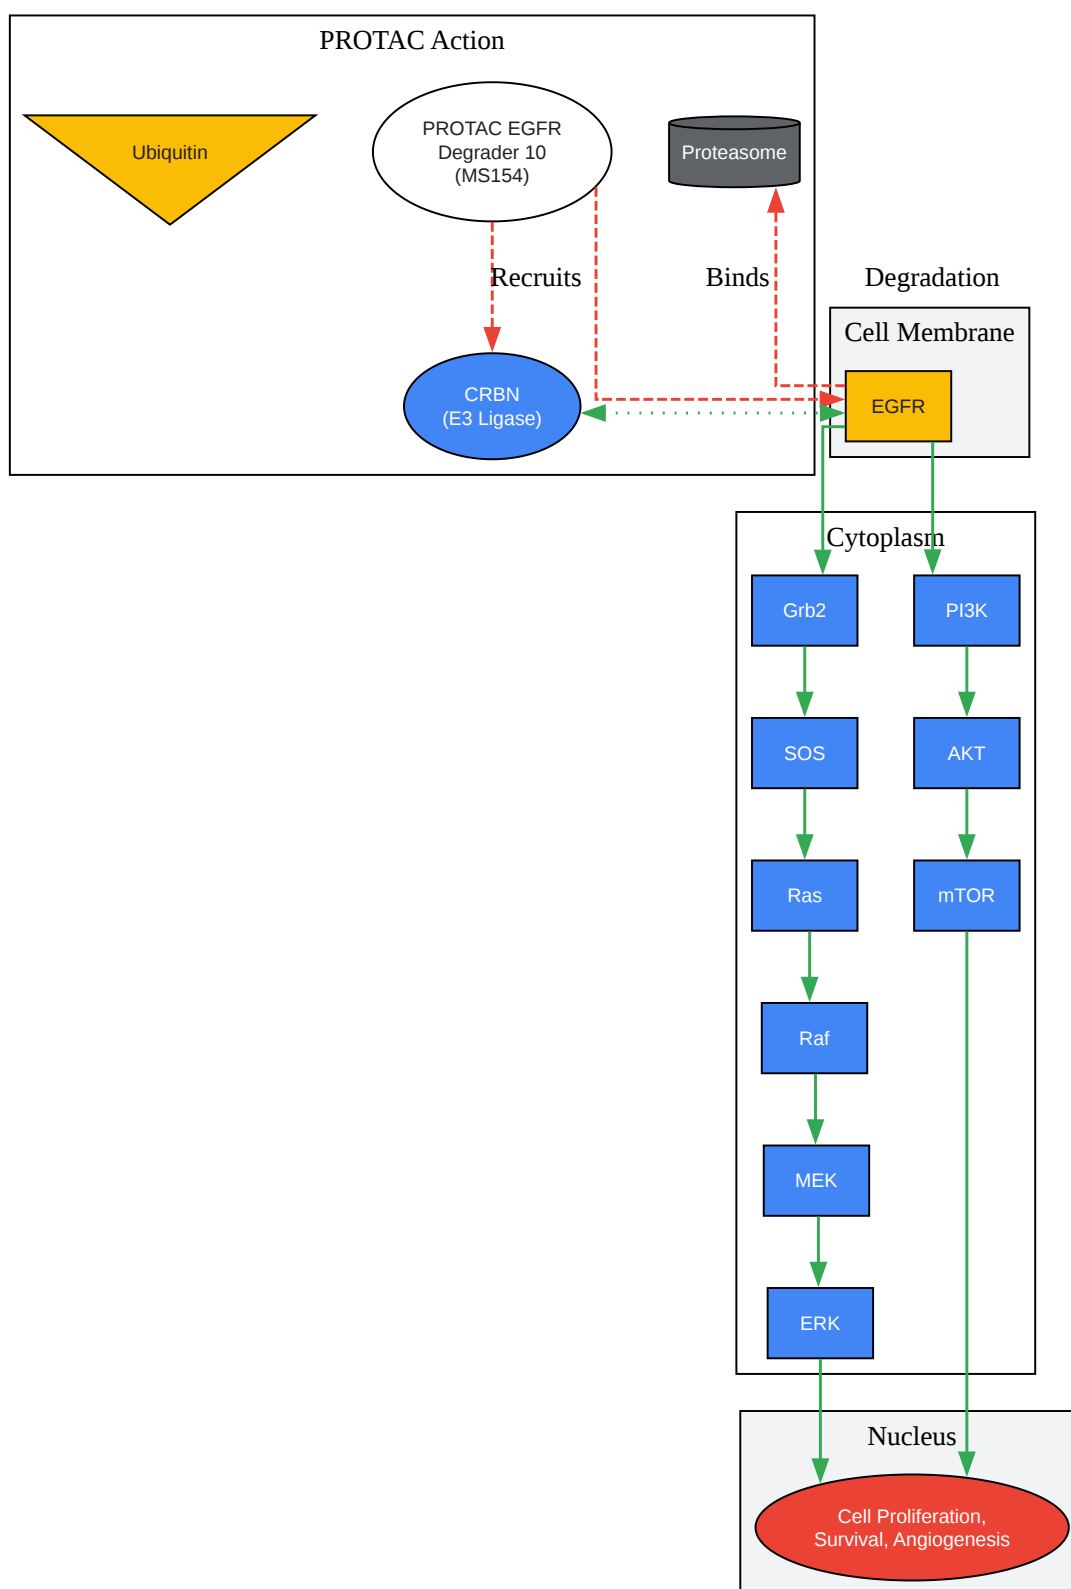 PROTAC Action
Ubiquitin
PROTAC EGFR
Degrader 10
(MS154)
Proteasome
Recruits
Binds
Degradation
Cell Membrane
CRBN
(E3 Ligase)
EGFR
Cytoplasm
Grb2
PI3K
SOS
AKT
Ras
mTOR
Raf
MEK
ERK
Nucleus
Cell Proliferation,
Survival, Angiogenesis